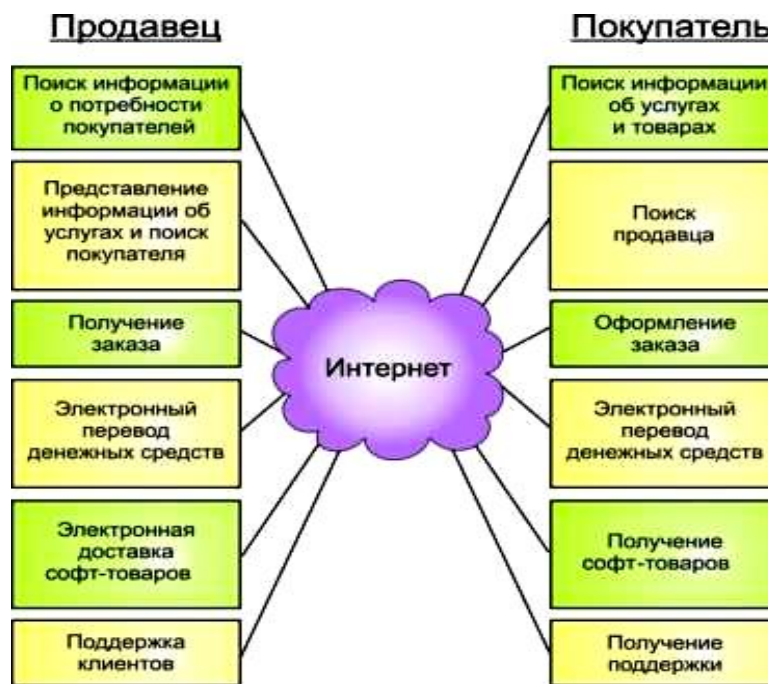 Продавец
Поиск информации
о потребности
покупателей
Представление
информации об
услугах и поиск
покупателя
Получение
заказа
Электронный
перевод
денежных средств
Электронная
доставка
софт-товаров
Поддержка
клиентов
Интернет
Покупатель
Поиск информации
об услугах
и товарах
Поиск
продавца
Оформление
заказа
Электронный
перевод
денежных средств
Получение
софт-товаров
Получение
поддержки